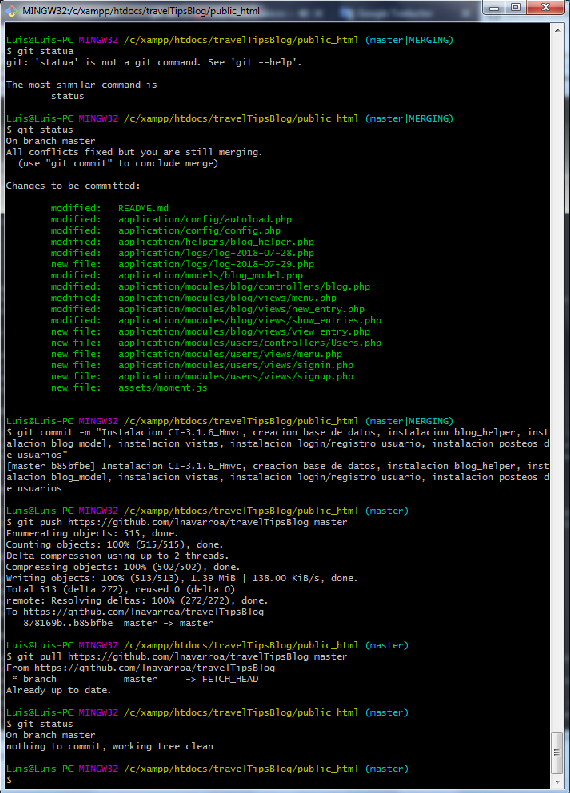 MINGW32:/c/xampp/htdocs/travelTipsBlog/public_html
Luis@Luis-PC MINGW32 /c/xampp/htdocs/travelTipsBlog/public_html (master|MERGING)
$ git statua
git: 'statua' is not a git command. See 'git --help'.
The most similar command is
status
Luis@Luis-PC MINGW32 /c/xampp/htdocs/travelTipsBlog/public_html (master|MERGING)
$ git status
On branch master
All conflicts fixed but you are still merging.
(use "git commit" to conclude merge)
Changes to be committed:
modified: README.md
modified: application/config/autoload.php
modified: application/config/config.php
modified: application/helpers/blog_helper.php
new file: application/logs/log-2018-07-28.php
new file: application/logs/log-2018-07-29.php
modified: application/models/blog_model.php
modified: application/modules/blog/controllers/blog.php
modified: application/modules/blog/views/menu.php
modified: application/modules/blog/views/new_entry.php
modified: application/modules/blog/views/show_entries.php
new file: application/modules/blog/views/view_entry.php
new file: application/modules/users/controllers/Users.php
new file: application/modules/users/views/menu.php
new file: application/modules/users/views/signin.php
new file: application/modules/users/views/signup.php
new file: assets/moment.js
Luis@Luis-PC MINGW32 /c/xampp/htdocs/travelTipsBlog/public_html (master|MERGING)
$ git commit -m "Instalacion CI-3.1.6_Hmvc, creacion base de datos, instalacion blog_helper, inst
alacion blog_model, instalacion vistas, instalacion login/registro usuario, instalacion posteos d
e usuarios"
[master b85bfbe] Instalacion CI-3.1.6_Hmvc, creacion base de datos, instalacion blog_helper, inst
alacion blog_model, instalacion vistas, instalacion login/registro usuario, instalacion posteos d
e usuarios
Luis@Luis-PC MINGW32 /c/xampp/htdocs/travelTipsBlog/public_html (master)
$ git push https://github.com/lnavarroa/travelTipsBlog master
Enumerating objects: 515, done.
Counting objects: 100% (515/515), done.
Delta compression using up to 2 threads.
Compressing objects: 100% (502/502), done.
Writing objects: 100% (513/513), 1.39 MiB | 138.00 KiB/s, done.
Total 513 (delta 272), reused 0 (delta 0)
remote: Resolving deltas: 100% (272/272), done.
To https://github.com/lnavarroa/travelTipsBlog
878169b..b85bfbe master -> master
Luis@Luis-PC MINGW32 /c/xampp/htdocs/travelTipsBlog/public_html (master)
$ git pull https://github.com/lnavarroa/travelTipsBlog master
From https://github.com/lnavarroa/travelTipsBlog
* branch master -> FETCH_HEAD
Already up to date.
Luis@Luis-PC MINGW32 /c/xampp/htdocs/travelTipsBlog/public_html (master)
$ git status
On branch master
nothing to commit, working tree clean
Luis@Luis-PC MINGW32 /c/xampp/htdocs/travelTipsBlog/public_html (master)
$